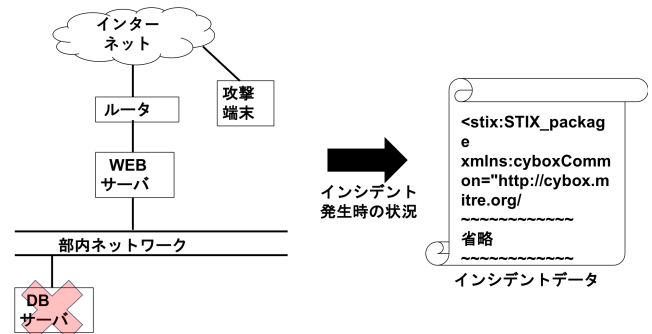 インター
ネット
攻撃
端末
ルータ
WEB
サーバ
部内ネットワーク
DB
サーバ
インシデント
発生時の状況
<stix:STIX_packag
e
xmlns:cyboxComm
on="http://cybox.m
itre.org/
~~~~~~~~~~~~
省略
~~~~~~~~~~~~
インシデントデータ